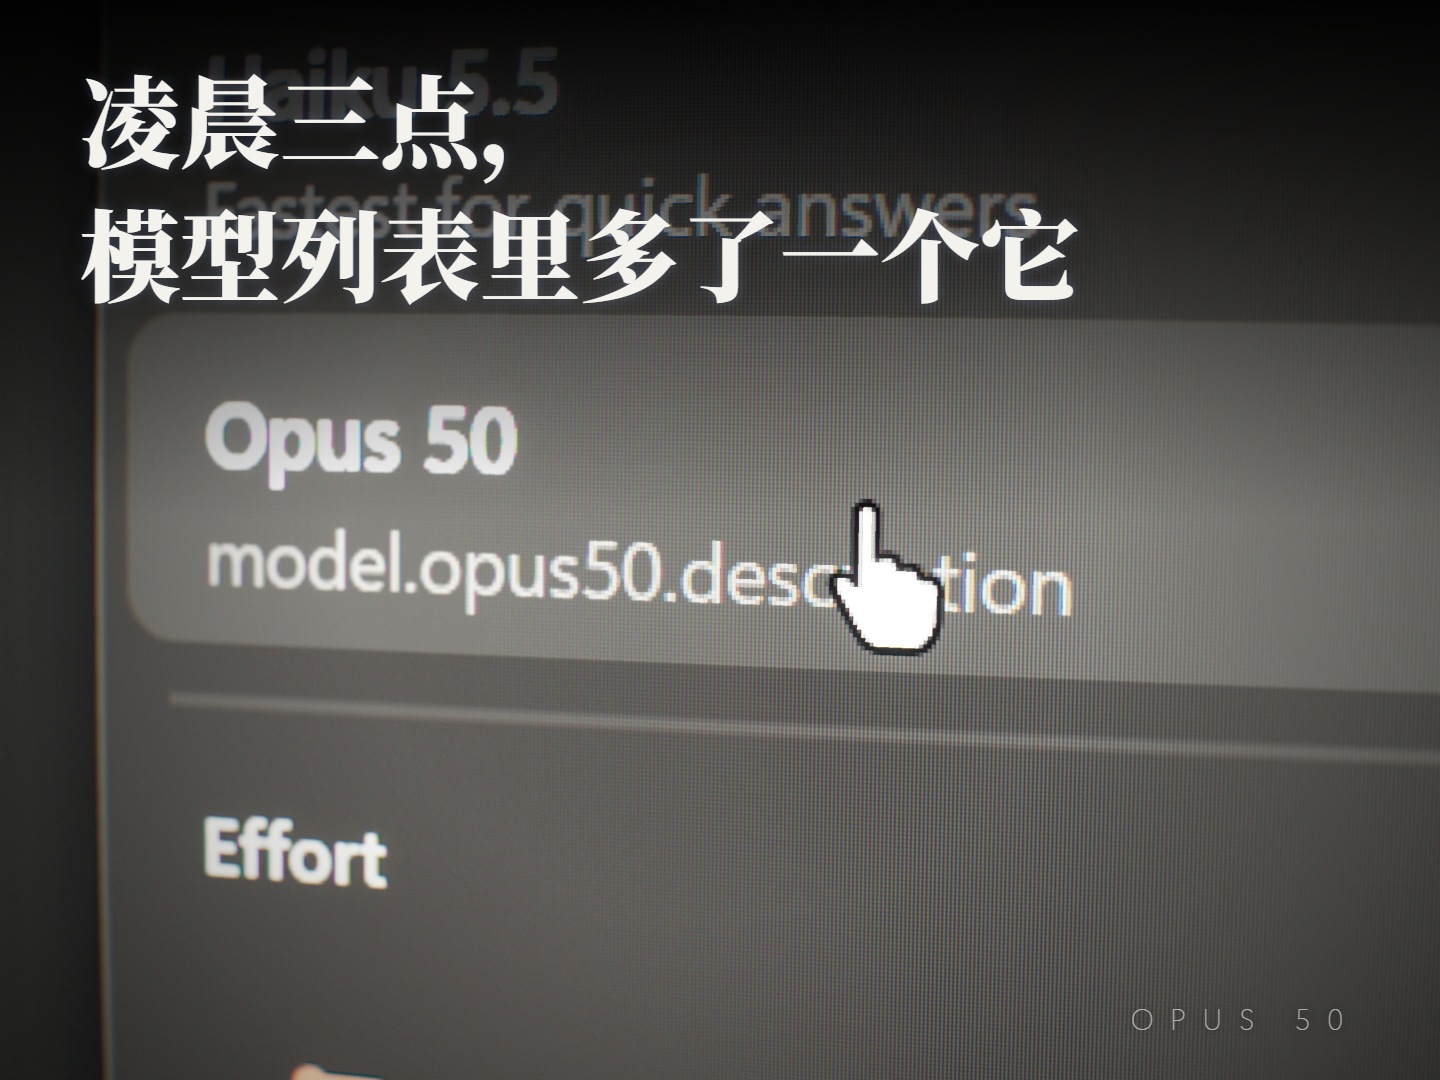 Haiku 5.5
凌晨三点,
Fastest for quick answers
模型列表里多了一个它
Opus 50
model.opus50.desc tion
Effort
OPUS 50